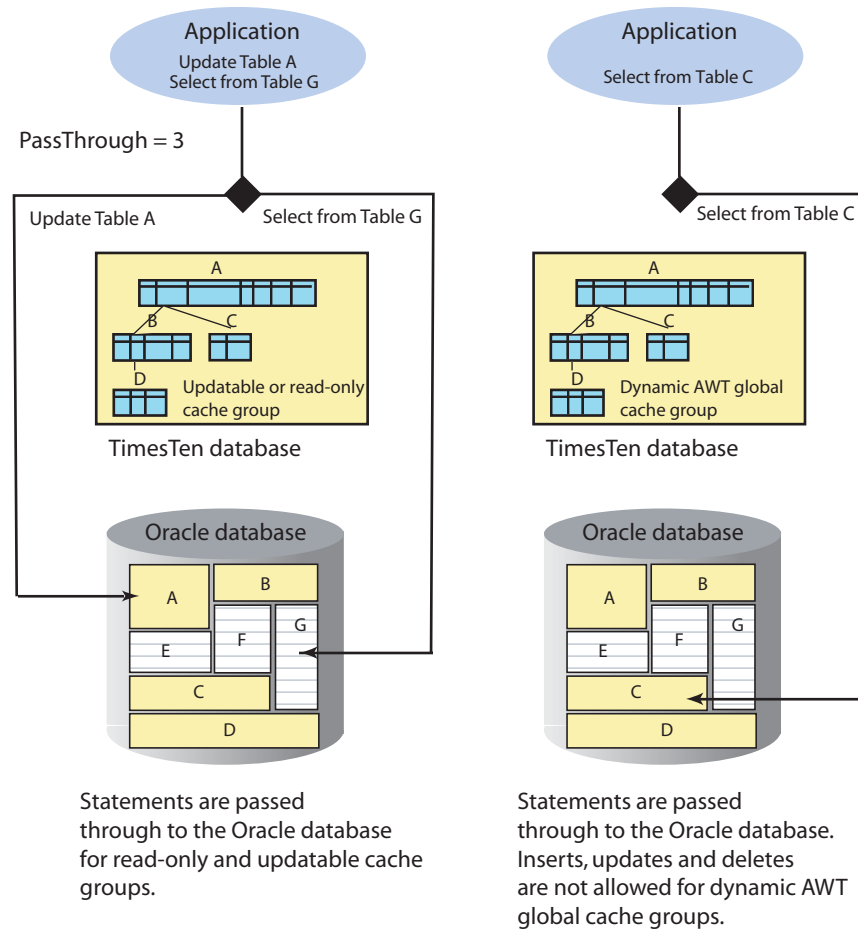 Application
Update Table A
Select from Table G
PassThrough = 3
Update Table A
Select from Table G
A
B
C
D
Updatable or read-only
cache group
TimesTen database
Oracle database
A
B
E
F
G
C
D
Statements are passed
through to the Oracle database
for read-only and updatable cache
groups.
Application
Select from Table C
Select from Table C
A
B
C
D
Dynamic AWT global
cache group
TimesTen database
Oracle database
A
B
E
F
G
C
D
Statements are passed
through to the Oracle database.
Inserts, updates and deletes
are not allowed for dynamic AWT
global cache groups.